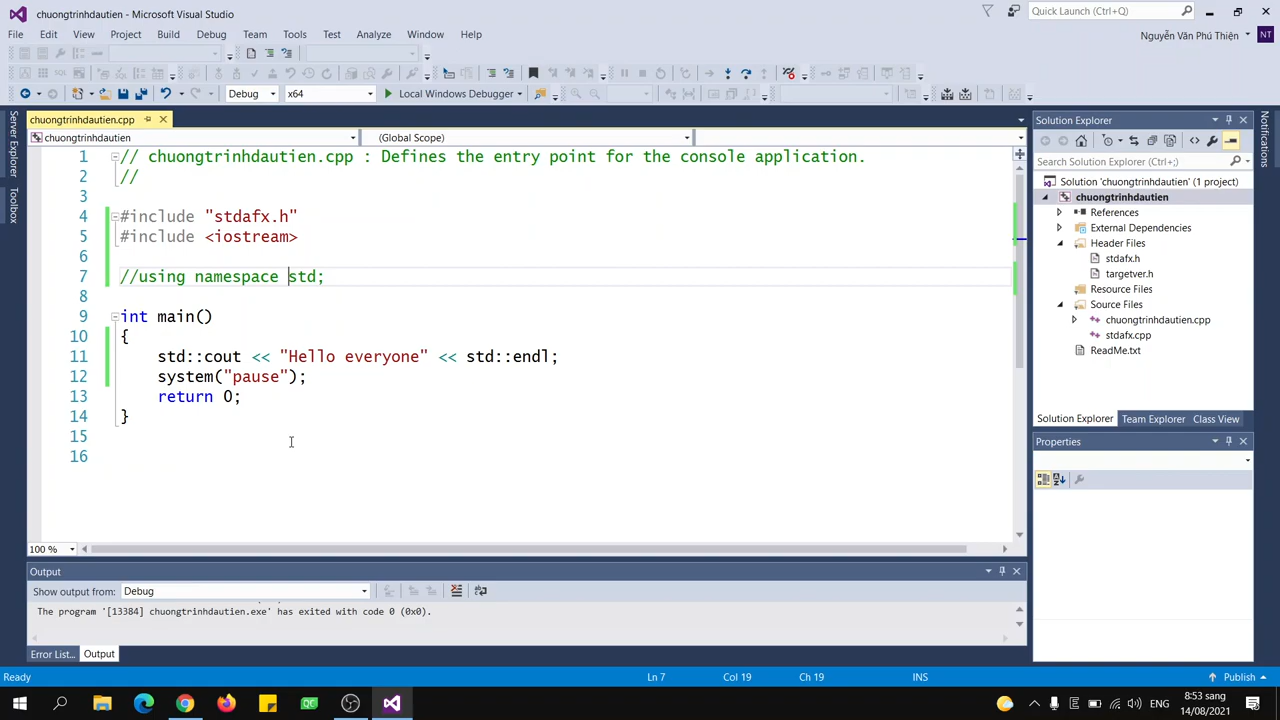 chuongtrinhdautien - Microsoft Visual Studio
Quick Launch (Ctrl+Q)
File Edit View Project Build Debug Team Tools Test Analyze Window Help
Nguyễn Văn Phú Thiện NT
Debug x64 Local Windows Debugger
Server Explorer
Toolbox
chuongtrinhdautien.cpp
chuongtrinhdautien (Global Scope)
1 // chuongtrinhdautien.cpp : Defines the entry point for the console application.
2 //
3
4 #include "stdafx.h"
5 #include <iostream>
6
7 //using namespace std;
8
9 int main()
10 {
11 std::cout << "Hello everyone" << std::endl;
12 system("pause");
13 return 0;
14 }
15
16
100 %
Output
Show output from: Debug
The program '[13384] chuongtrinhdautien.exe' has exited with code 0 (0x0).
Error List... Output
Solution Explorer
Search Solution Explorer (Ctrl+;)
Solution 'chuongtrinhdautien' (1 project)
chuongtrinhdautien
References
External Dependencies
Header Files
stdafx.h
targetver.h
Resource Files
Source Files
chuongtrinhdautien.cpp
stdafx.cpp
ReadMe.txt
Solution Explorer Team Explorer Class View
Properties
Notifications
Ready Ln 7 Col 19 Ch 19 INS Publish
ENG
8:53 sang
14/08/2021